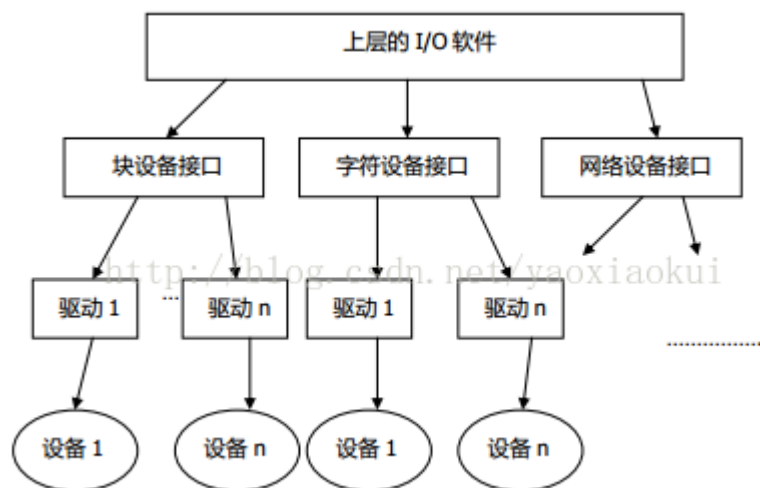 上层的 I/O 软件
块设备接口
字符设备接口
网络设备接口
http://blog.csdn.net/yaoxiaokui
驱动 1
驱动 n
驱动 1
驱动 n
设备 1
设备 n
设备 1
设备 n